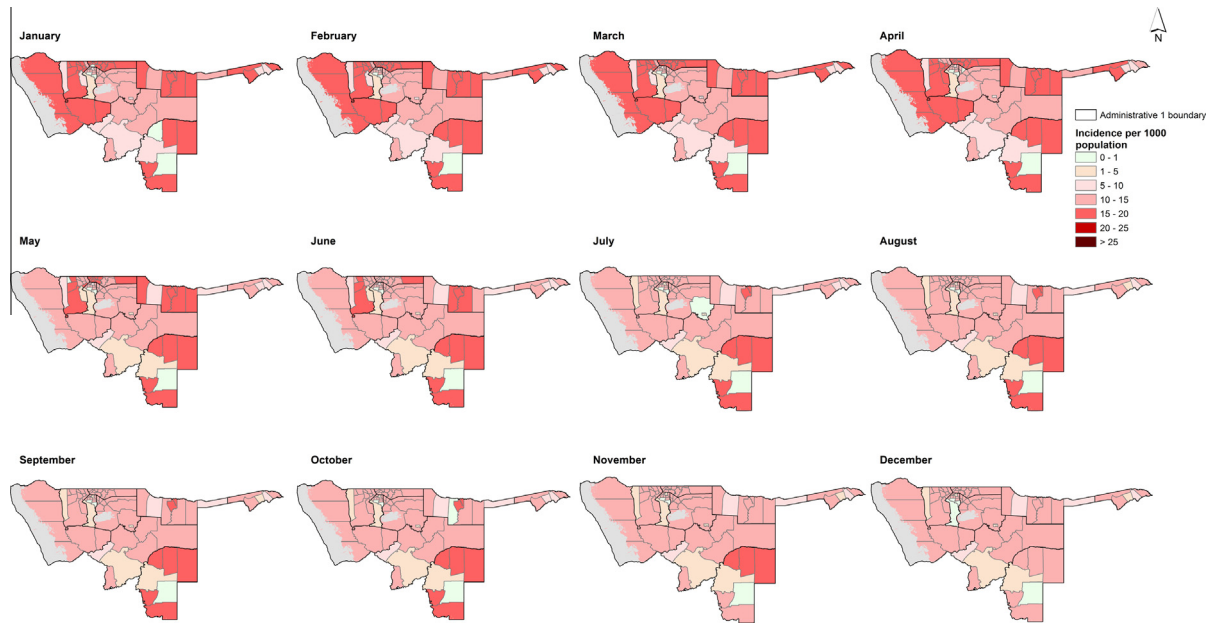 January
February
March
April
N
Administrative 1 boundary
Incidence per 1000
population
0 - 1
1 - 5
5 - 10
10 - 15
15 - 20
20 - 25
> 25
May
June
July
August
September
October
November
December